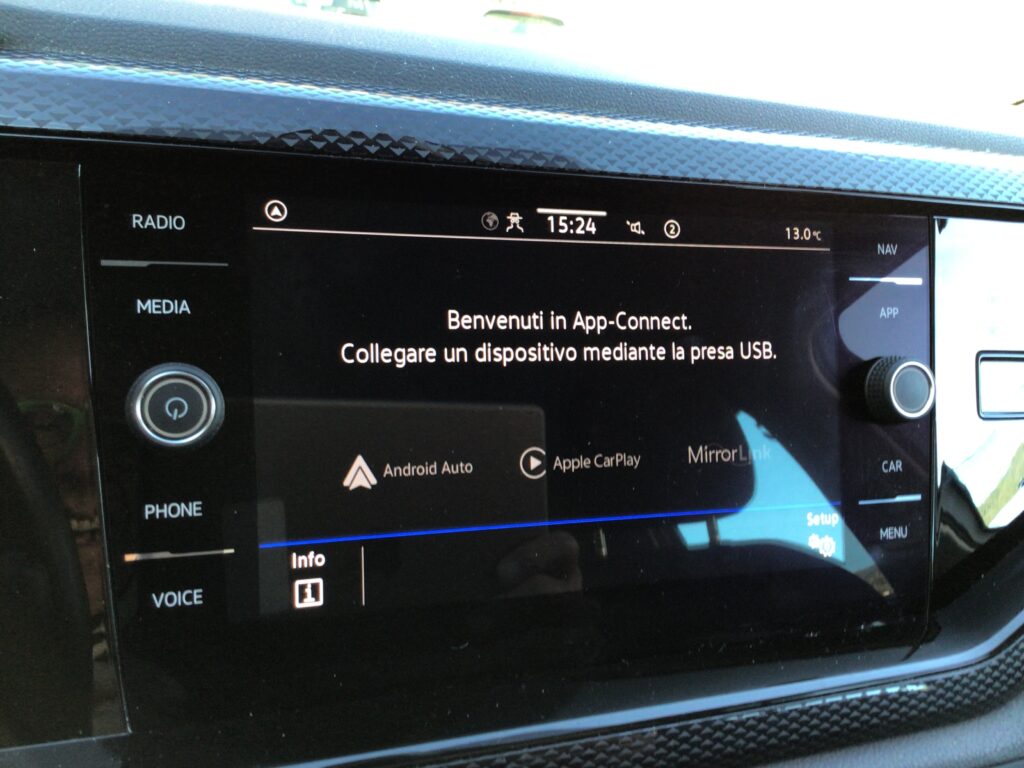 RADIO
MEDIA
PHONE
VOICE
15:24
2
13.0°C
Benvenuti in App-Connect.
Collegare un dispositivo mediante la presa USB.
Android Auto
Apple CarPlay
MirrorLink
Info
i
Setup
NAV
APP
CAR
MENU